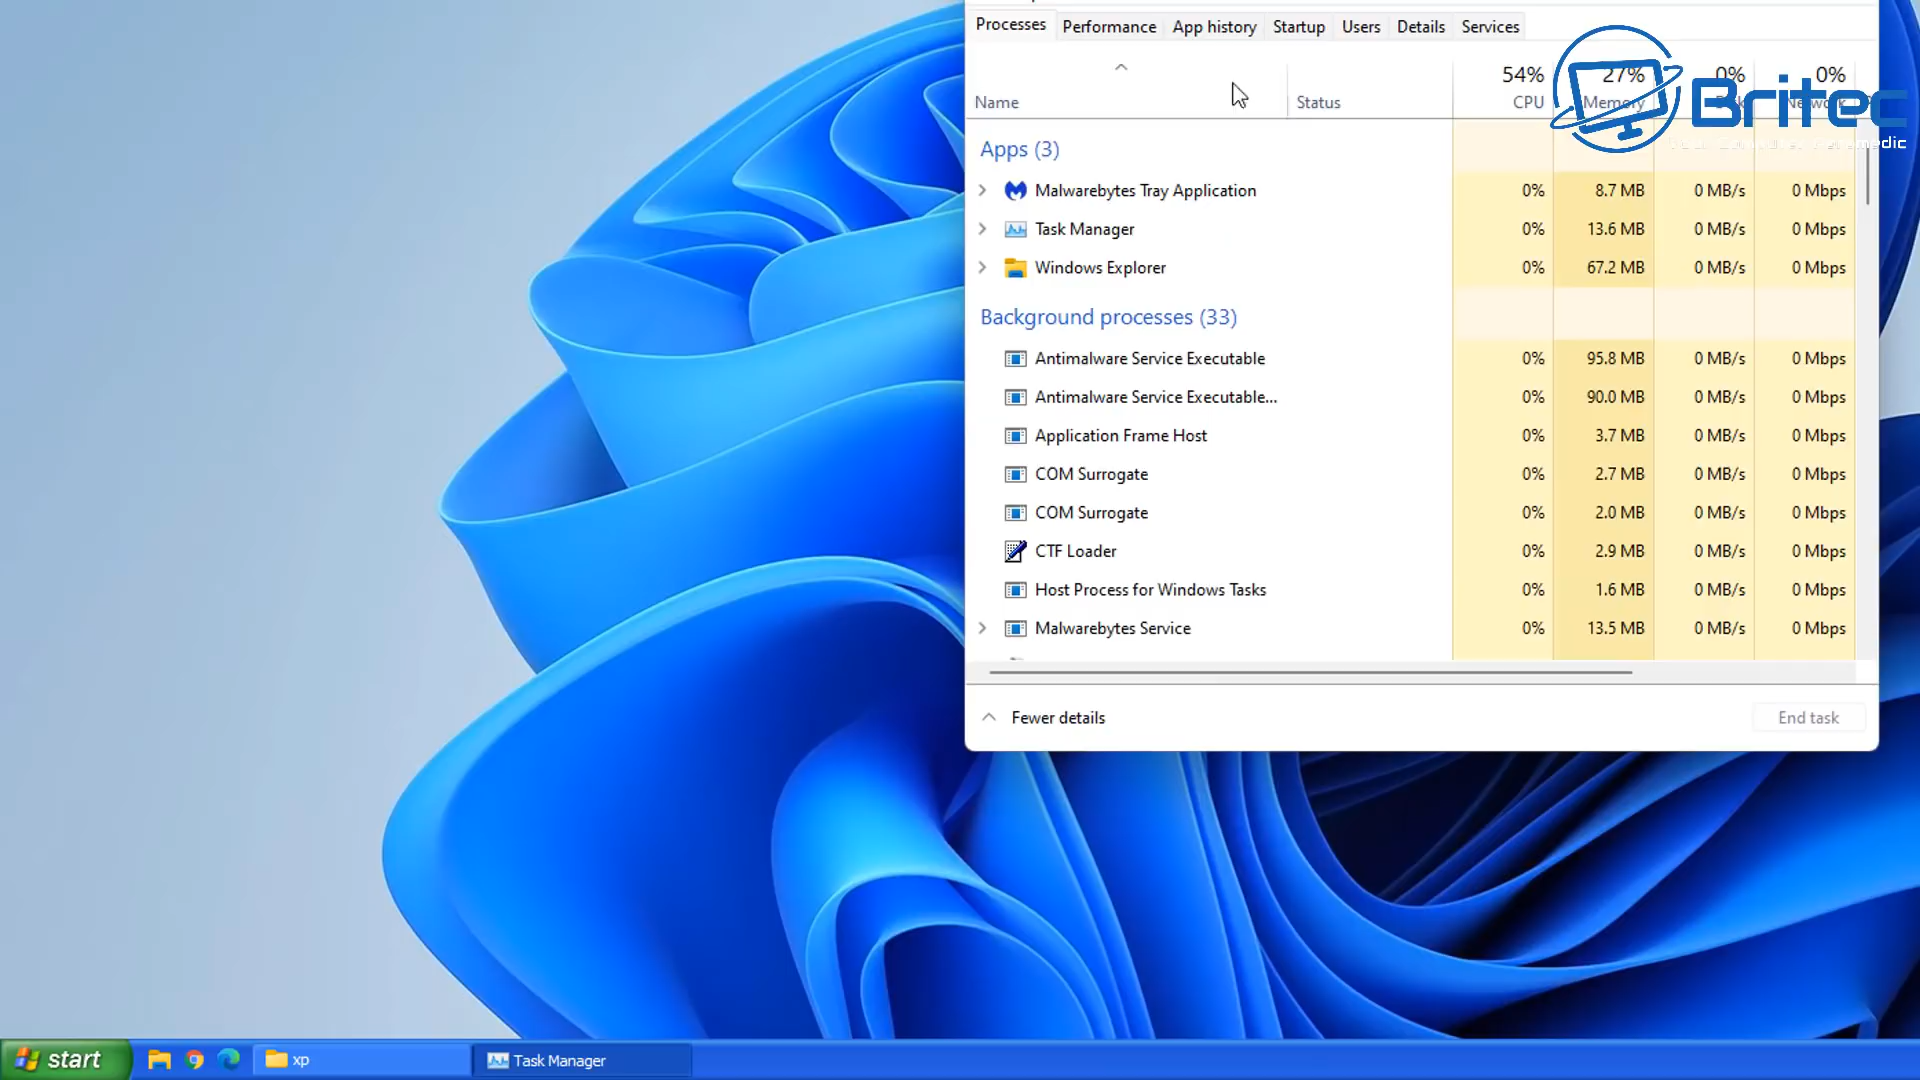 Processes Performance App history Startup Users Details Services
54% 27% 0% 0%
Name Status CPU Memory Network
Britec
Apps (3)
Malwarebytes Tray Application 0% 8.7 MB 0 MB/s 0 Mbps
Task Manager 0% 13.6 MB 0 MB/s 0 Mbps
Windows Explorer 0% 67.2 MB 0 MB/s 0 Mbps
Background processes (33)
Antimalware Service Executable 0% 95.8 MB 0 MB/s 0 Mbps
Antimalware Service Executable... 0% 90.0 MB 0 MB/s 0 Mbps
Application Frame Host 0% 3.7 MB 0 MB/s 0 Mbps
COM Surrogate 0% 2.7 MB 0 MB/s 0 Mbps
COM Surrogate 0% 2.0 MB 0 MB/s 0 Mbps
CTF Loader 0% 2.9 MB 0 MB/s 0 Mbps
Host Process for Windows Tasks 0% 1.6 MB 0 MB/s 0 Mbps
Malwarebytes Service 0% 13.5 MB 0 MB/s 0 Mbps
Fewer details End task
start xp Task Manager